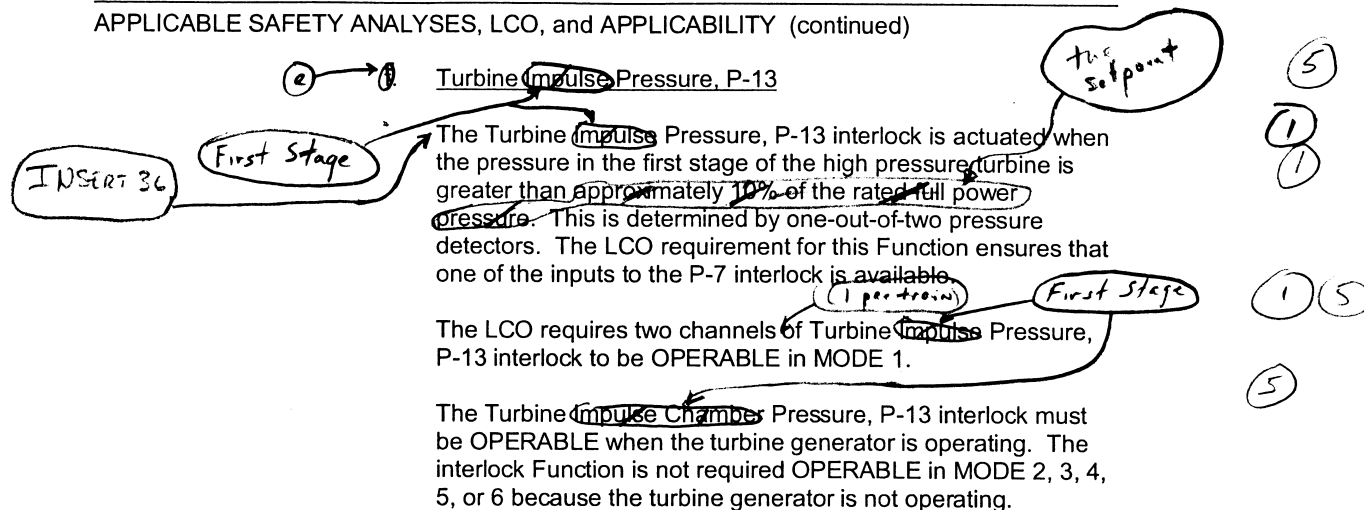 APPLICABLE SAFETY ANALYSES, LCO, and APPLICABILITY (continued)
the
setpoint
5
e
Turbine Impulse Pressure, P-13
The Turbine Impulse Pressure, P-13 interlock is actuated when
1
First Stage
the pressure in the first stage of the high pressure turbine is
1
INSERT 36
greater than approximately 10% of the rated full power
pressure. This is determined by one-out-of-two pressure
detectors. The LCO requirement for this Function ensures that
one of the inputs to the P-7 interlock is available.
(1 per train)
First Stage
1 5
The LCO requires two channels of Turbine Impulse Pressure,
P-13 interlock to be OPERABLE in MODE 1.
5
The Turbine Impulse Chamber Pressure, P-13 interlock must
be OPERABLE when the turbine generator is operating. The
interlock Function is not required OPERABLE in MODE 2, 3, 4,
5, or 6 because the turbine generator is not operating.